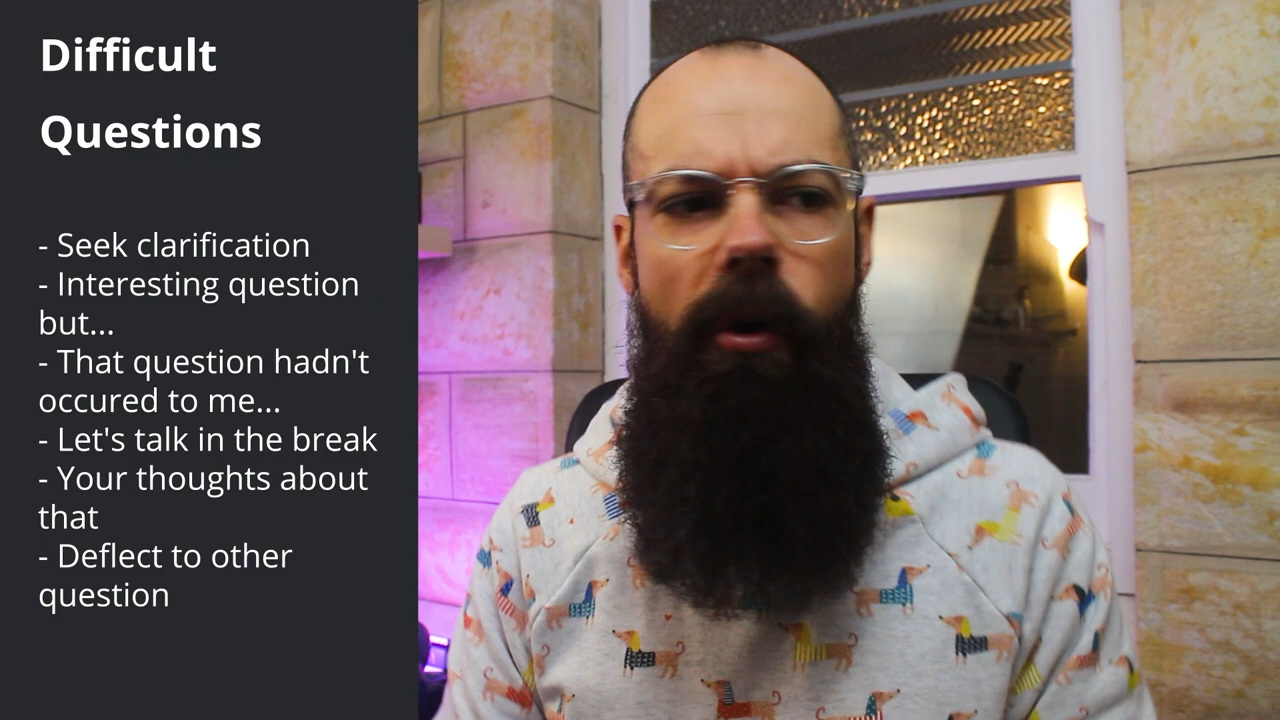 Difficult
Questions
- Seek clarification
- Interesting question
but...
- That question hadn't
occured to me...
- Let's talk in the break
- Your thoughts about
that
- Deflect to other
question